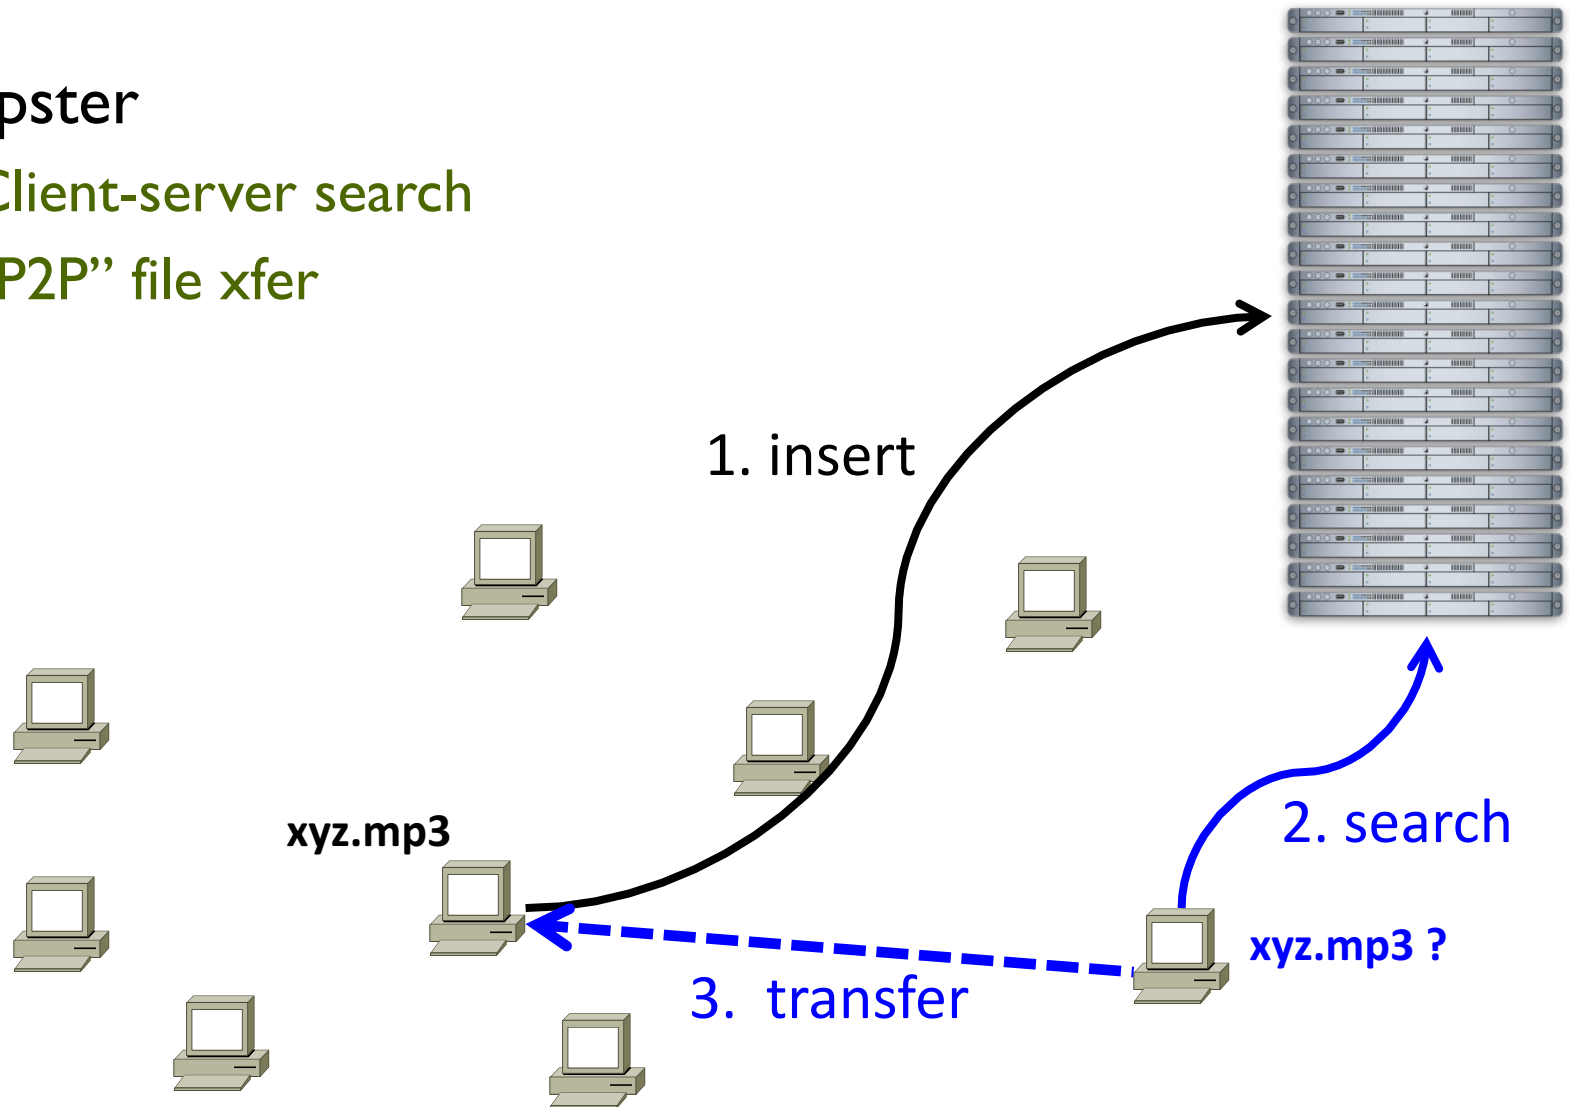 pster
Client-server search
P2P” file xfer
1. insert
xyz.mp3
2. search
xyz.mp3 ?
3. transfer